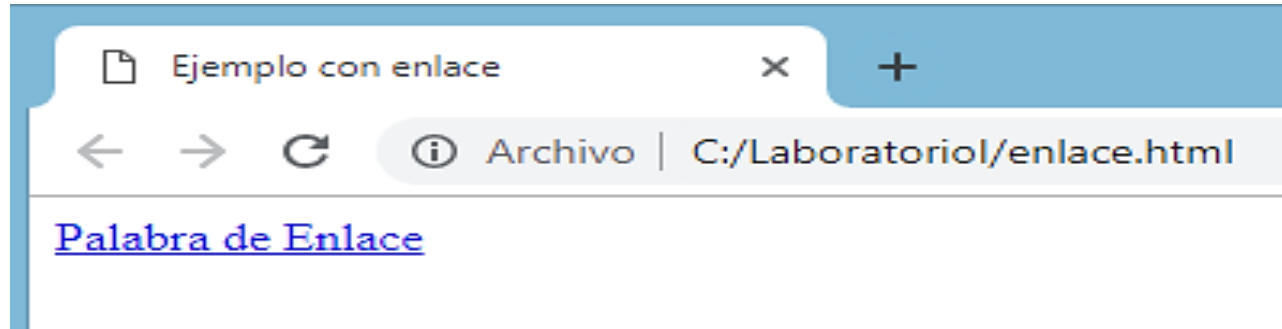 Ejemplo con enlace
Archivo | C:/Laboratoriol/enlace.html
Palabra de Enlace